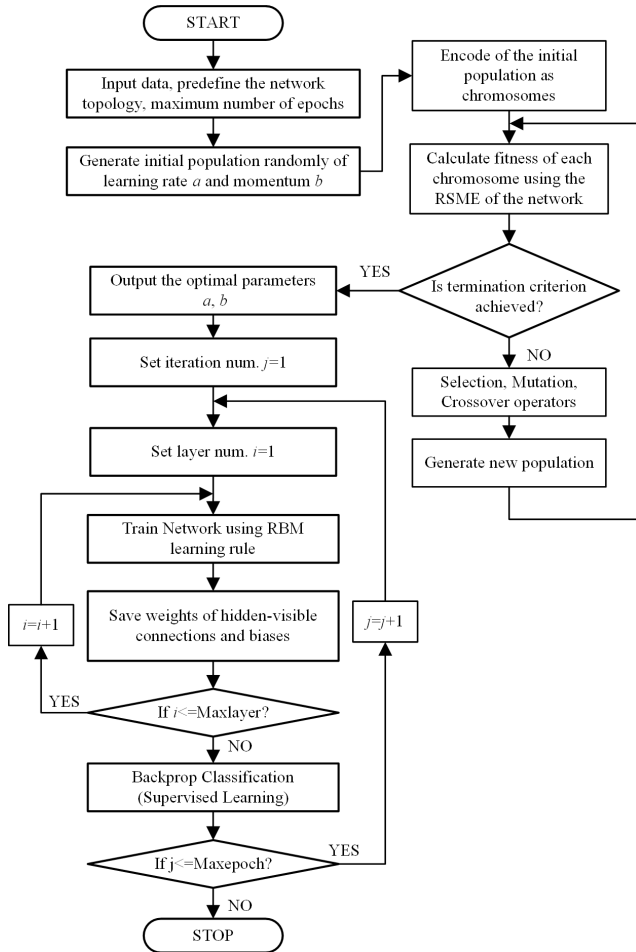 START
Input data, predefine the network
topology, maximum number of epochs
Generate initial population randomly of
learning rate a and momentum b
Encode of the initial
population as
chromosomes
Calculate fitness of each
chromosome using the
RSME of the network
Is termination criterion
achieved?
YES
NO
Selection, Mutation,
Crossover operators
Generate new population
Output the optimal parameters
a, b
Set iteration num. j=1
Set layer num. i=1
Train Network using RBM
learning rule
Save weights of hidden-visible
connections and biases
i=i+1
j=j+1
If i<=Maxlayer?
YES
NO
Backprop Classification
(Supervised Learning)
If j<=Maxepoch?
YES
NO
STOP